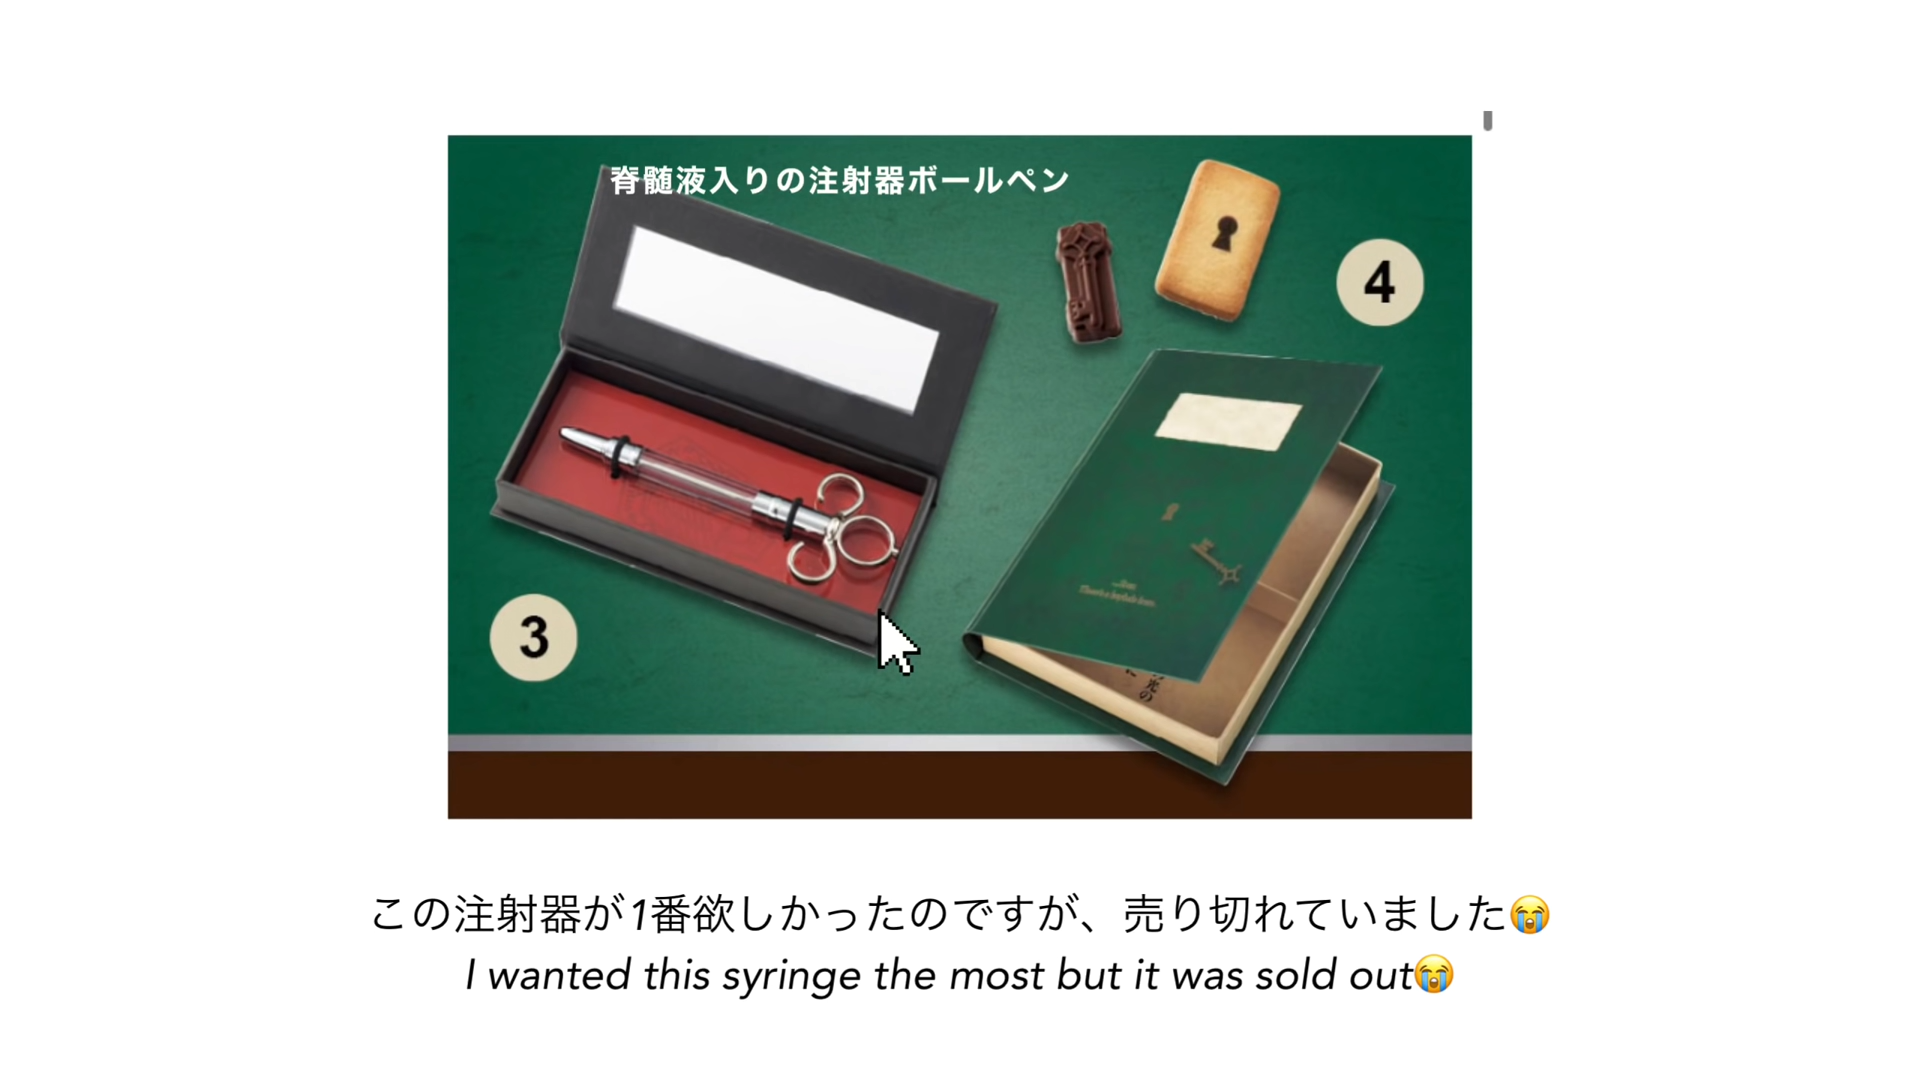 脊髄液入りの注射器ボールペン
4
3
この注射器が1番欲しかったのですが、売り切れていました😭
I wanted this syringe the most but it was sold out😭